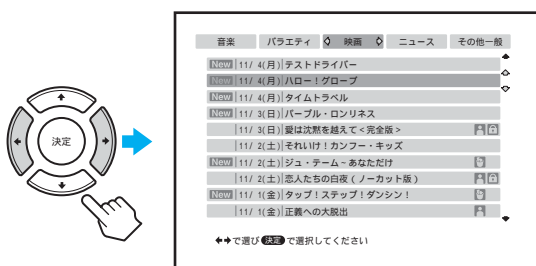 音楽 バラエティ 映画 ニュース その他一般
New 11/ 4(月) テストドライバー
New 11/ 4(月) ハロー！グローブ
New 11/ 4(月) タイムトラベル
New 11/ 3(日) パープル・ロンリネス
11/ 3(日) 愛は沈黙を越えて＜完全版＞
11/ 2(土) それいけ！カンフー・キッズ
New 11/ 2(土) ジュ・テーム～あなただけ
11/ 2(土) 恋人たちの白夜（ノーカット版）
New 11/ 1(金) タップ！ステップ！ダンシン！
11/ 1(金) 正義への大脱出
決定
で選び 決定 で選択してください